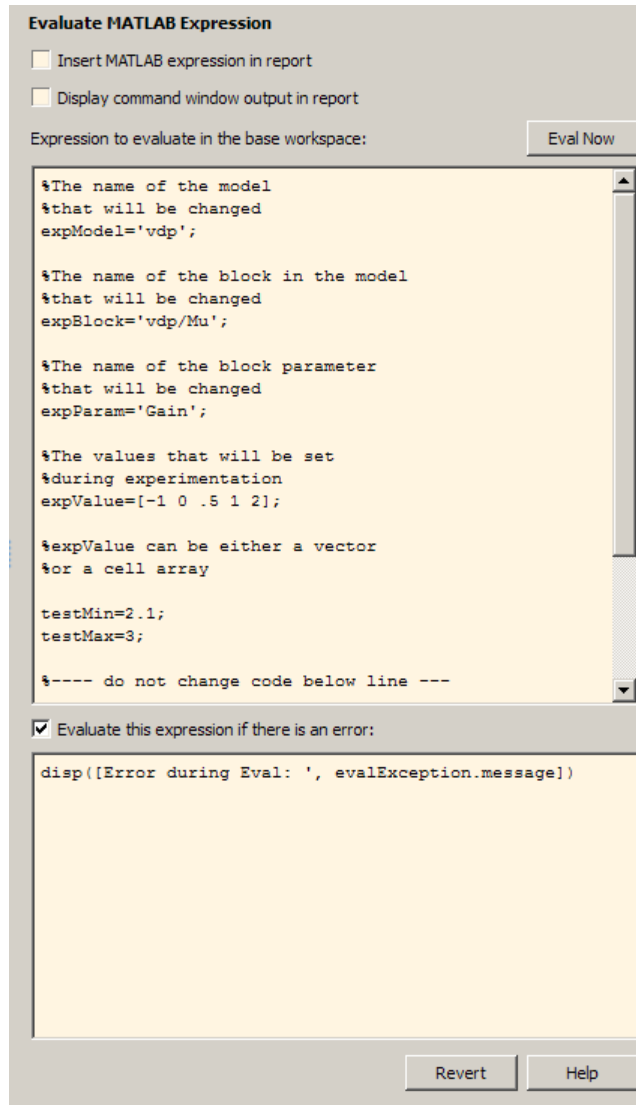 Evaluate MATLAB Expression
Insert MATLAB expression in report
Display command window output in report
Expression to evaluate in the base workspace:
Eval Now
%The name of the model
%that will be changed
expModel='vdp';
%The name of the block in the model
%that will be changed
expBlock='vdp/Mu';
%The name of the block parameter
%that will be changed
expParam='Gain';
%The values that will be set
%during experimentation
expValue=[-1 0 .5 1 2];
%expValue can be either a vector
%or a cell array
testMin=2.1;
testMax=3;
%---- do not change code below line ---
Evaluate this expression if there is an error:
disp([Error during Eval: ', evalException.message])
Revert
Help